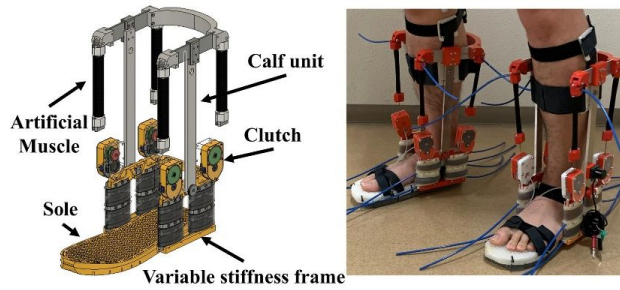 Calf unit
Artificial
Muscle
Clutch
Sole
Variable stiffness frame